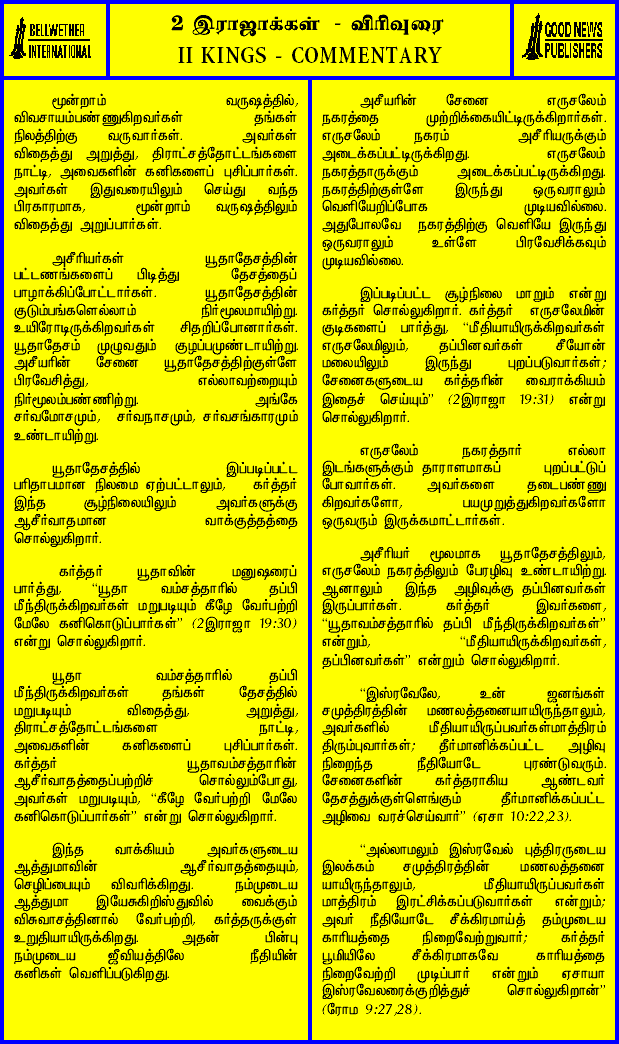 BELLWETHER
INTERNATIONAL
2 இராஜாக்கள் - விரிவுரை
II KINGS - COMMENTARY
GOOD NEWS
PUBLISHERS
மூன்றாம் வருஷத்தில்,
விவசாயம்பண்ணுகிறவர்கள் தங்கள்
நிலத்திற்கு வருவார்கள். அவர்கள்
விதைத்து அறுத்து, திராட்சத்தோட்டங்களை
நாட்டி, அவைகளின் கனிகளைப் புசிப்பார்கள்.
அவர்கள் இதுவரையிலும் செய்து வந்த
பிரகாரமாக, மூன்றாம் வருஷத்திலும்
விதைத்து அறுப்பார்கள்.
அசீரியர்கள் யூதாதேசத்தின்
பட்டணங்களைப் பிடித்து தேசத்தைப்
பாழாக்கிப்போட்டார்கள். யூதாதேசத்தின்
குடும்பங்களெல்லாம் நிர்மூலமாயிற்று.
உயிரோடிருக்கிறவர்கள் சிதறிப்போனார்கள்.
யூதாதேசம் முழுவதும் குழப்பமுண்டாயிற்று.
அசீயரின் சேனை யூதாதேசத்திற்குள்ளே
பிரவேசித்து, எல்லாவற்றையும்
நிர்மூலம்பண்ணிற்று. அங்கே
சர்வமோசமும், சர்வநாசமும், சர்வசங்காரமும்
உண்டாயிற்று.
யூதாதேசத்தில் இப்படிப்பட்ட
பரிதாபமான நிலமை ஏற்பட்டாலும், கர்த்தர்
இந்த சூழ்நிலையிலும் அவர்களுக்கு
ஆசீர்வாதமான வாக்குத்தத்தை
சொல்லுகிறார்.
கர்த்தர் யூதாவின் மனுஷரைப்
பார்த்து, “யூதா வம்சத்தாரில் தப்பி
மீந்திருக்கிறவர்கள் மறுபடியும் கீழே வேர்பற்றி
மேலே கனிகொடுப்பார்கள்” (2இராஜா 19:30)
என்று சொல்லுகிறார்.
யூதா வம்சத்தாரில் தப்பி
மீந்திருக்கிறவர்கள் தங்கள் தேசத்தில்
மறுபடியும் விதைத்து, அறுத்து,
திராட்சத்தோட்டங்களை நாட்டி,
அவைகளின் கனிகளைப் புசிப்பார்கள்.
கர்த்தர் யூதாவம்சத்தாரின்
ஆசீர்வாதத்தைப்பற்றிச் சொல்லும்போது,
அவர்கள் மறுபடியும், “கீழே வேர்பற்றி மேலே
கனிகொடுப்பார்கள்” என்று சொல்லுகிறார்.
இந்த வாக்கியம் அவர்களுடைய
ஆத்துமாவின் ஆசீர்வாதத்தையும்,
செழிப்பையும் விவரிக்கிறது. நம்முடைய
ஆத்துமா இயேசுகிறிஸ்துவில் வைக்கும்
விசுவாசத்தினால் வேர்பற்றி, கர்த்தருக்குள்
உறுதியாயிருக்கிறது. அதன் பின்பு
நம்முடைய ஜீவியத்திலே நீதியின்
கனிகள் வெளிப்படுகிறது.
அசீயரின் சேனை எருசலேம்
நகரத்தை முற்றிக்கையிட்டிருக்கிறார்கள்.
எருசலேம் நகரம் அசீரியருக்கும்
அடைக்கப்பட்டிருக்கிறது. எருசலேம்
நகரத்தாருக்கும் அடைக்கப்பட்டிருக்கிறது.
நகரத்திற்குள்ளே இருந்து ஒருவராலும்
வெளியேறிப்போக முடியவில்லை.
அதுபோலவே நகரத்திற்கு வெளியே இருந்து
ஒருவராலும் உள்ளே பிரவேசிக்கவும்
முடியவில்லை.
இப்படிப்பட்ட சூழ்நிலை மாறும் என்று
கர்த்தர் சொல்லுகிறார். கர்த்தர் எருசலேமின்
குடிகளைப் பார்த்து, “மீதியாயிருக்கிறவர்கள்
எருசலேமிலும், தப்பினவர்கள் சீயோன்
மலையிலும் இருந்து புறப்படுவார்கள்;
சேனைகளுடைய கர்த்தரின் வைராக்கியம்
இதைச் செய்யும்” (2இராஜா 19:31) என்று
சொல்லுகிறார்.
எருசலேம் நகரத்தார் எல்லா
இடங்களுக்கும் தாராளமாகப் புறப்பட்டுப்
போவார்கள். அவர்களை தடைபண்ணு
கிறவர்களோ, பயமுறுத்துகிறவர்களோ
ஒருவரும் இருக்கமாட்டார்கள்.
அசீரியர் மூலமாக யூதாதேசத்திலும்,
எருசலேம் நகரத்திலும் பேரழிவு உண்டாயிற்று.
ஆனாலும் இந்த அழிவுக்கு தப்பினவர்கள்
இருப்பார்கள். கர்த்தர் இவர்களை,
“யூதாவம்சத்தாரில் தப்பி மீந்திருக்கிறவர்கள்”
என்றும், “மீதியாயிருக்கிறவர்கள்,
தப்பினவர்கள்” என்றும் சொல்லுகிறார்.
“இஸ்ரவேலே, உன் ஜனங்கள்
சமுத்திரத்தின் மணலத்தனையாயிருந்தாலும்,
அவர்களில் மீதியாயிருப்பவர்கள்மாத்திரம்
திரும்புவார்கள்; தீர்மானிக்கப்பட்ட அழிவு
நிறைந்த நீதியோடே புரண்டுவரும்.
சேனைகளின் கர்த்தராகிய ஆண்டவர்
தேசத்துக்குள்ளெங்கும் தீர்மானிக்கப்பட்ட
அழிவை வரச்செய்வார்” (ஏசா 10:22,23).
“அல்லாமலும் இஸ்ரவேல் புத்திரருடைய
இலக்கம் சமுத்திரத்தின் மணலத்தனை
யாயிருந்தாலும், மீதியாயிருப்பவர்கள்
மாத்திரம் இரட்சிக்கப்படுவார்கள் என்றும்;
அவர் நீதியோடே சீக்கிரமாய்த் தம்முடைய
காரியத்தை நிறைவேற்றுவார்; கர்த்தர்
பூமியிலே சீக்கிரமாகவே காரியத்தை
நிறைவேற்றி முடிப்பார் என்றும் ஏசாயா
இஸ்ரவேலரைக்குறித்துச் சொல்லுகிறான்”
(ரோம 9:27,28).